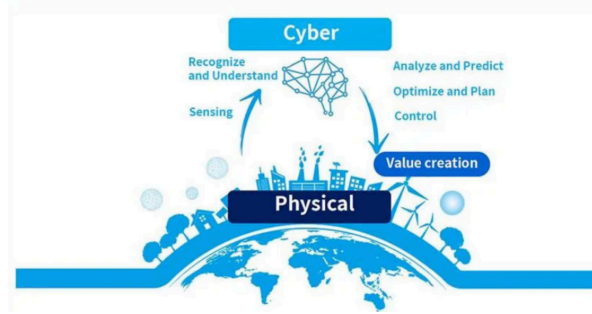 Cyber
Recognize
and Understand
Sensing
Analyze and Predict
Optimize and Plan
Control
Value creation
Physical